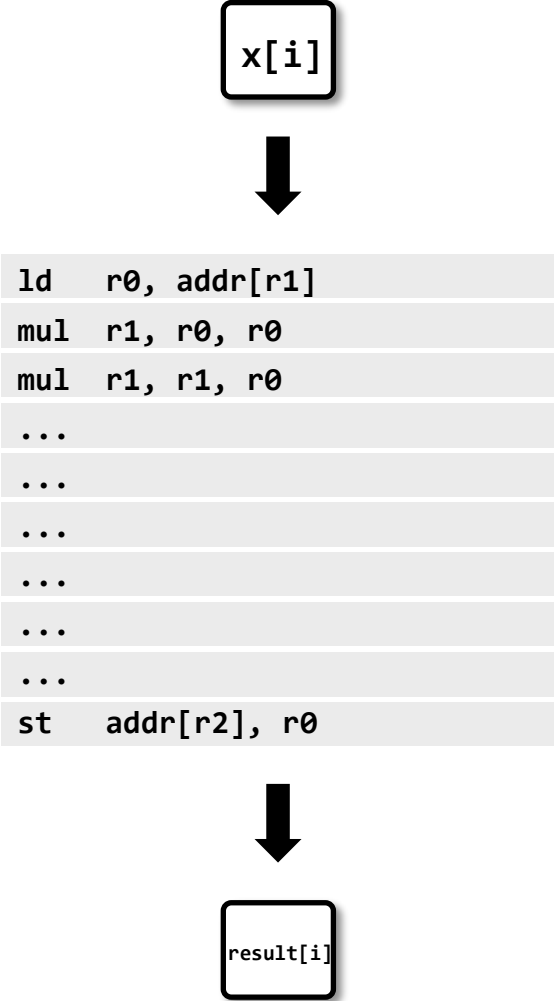 x[i]
ld r0, addr[r1]
mul r1, r0, r0
mul r1, r1, r0
...
...
...
...
...
...
st addr[r2], r0
result[i]